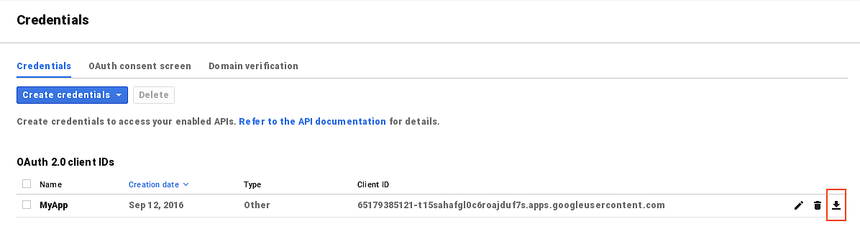 Credentials
Credentials OAuth consent screen Domain verification
Create credentials Delete
Create credentials to access your enabled APIs. Refer to the API documentation for details.
OAuth 2.0 client IDs
Name Creation date Type Client ID
MyApp Sep 12, 2016 Other 65179385121-t15sahafgl0c6roajduf7s.apps.googleusercontent.com